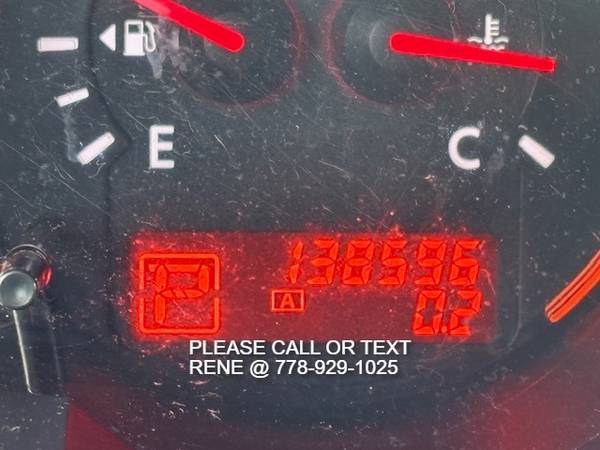 E
C
138596
P
A
0.2
PLEASE CALL OR TEXT
RENE @ 778-929-1025